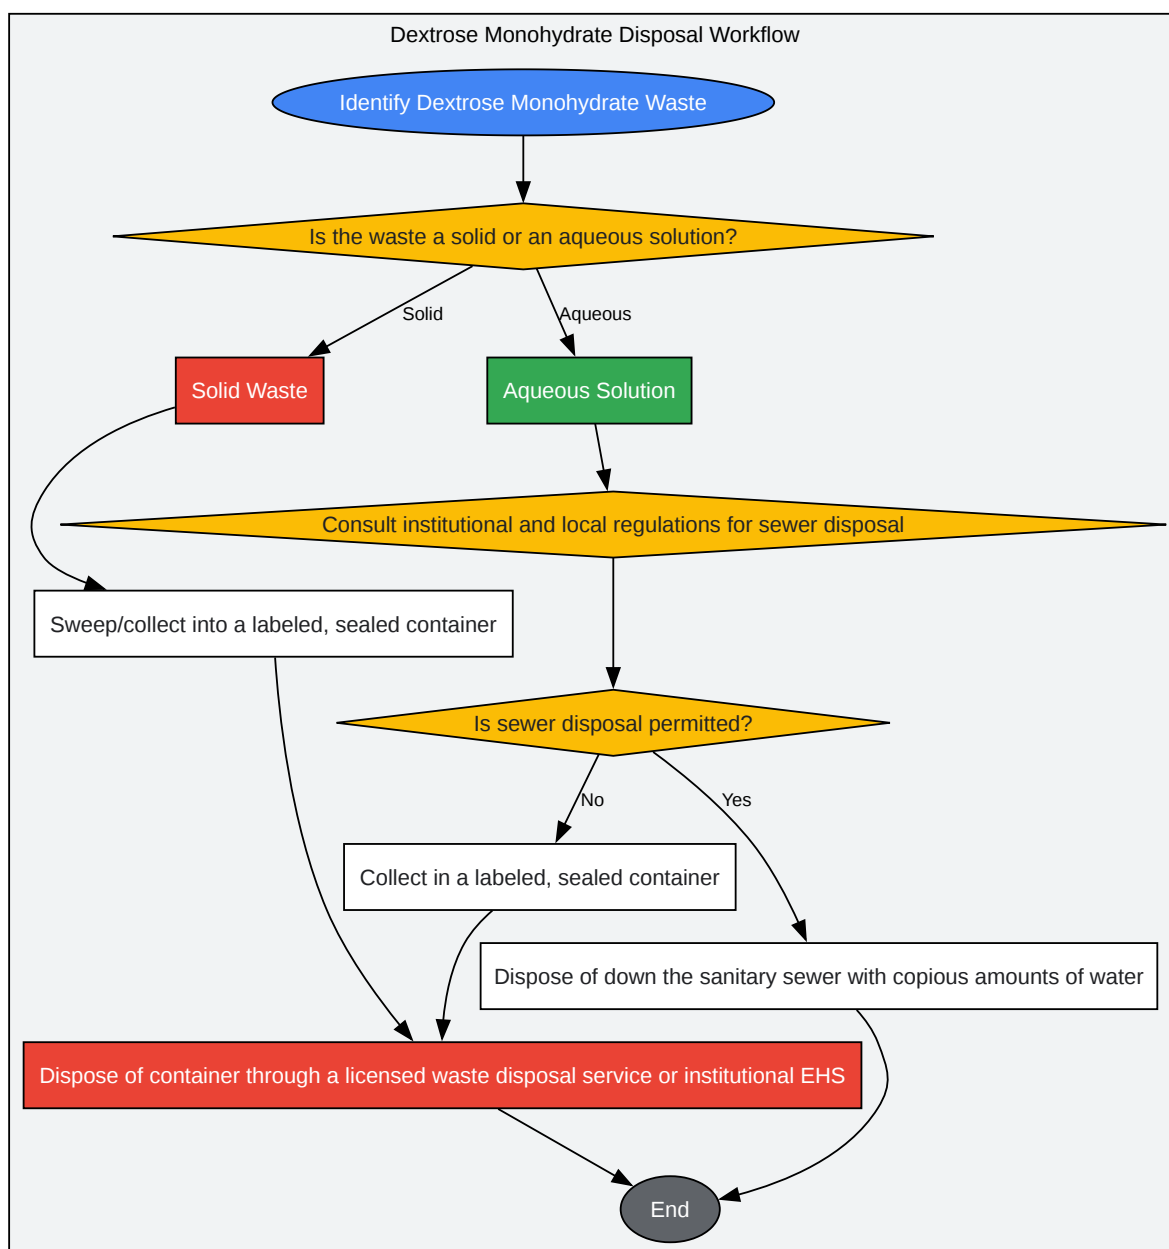 Dextrose Monohydrate Disposal Workflow
Identify Dextrose Monohydrate Waste
Is the waste a solid or an aqueous solution?
Solid
Aqueous
Solid Waste
Aqueous Solution
Consult institutional and local regulations for sewer disposal
Sweep/collect into a labeled, sealed container
Is sewer disposal permitted?
No
Yes
Collect in a labeled, sealed container
Dispose of down the sanitary sewer with copious amounts of water
Dispose of container through a licensed waste disposal service or institutional EHS
End